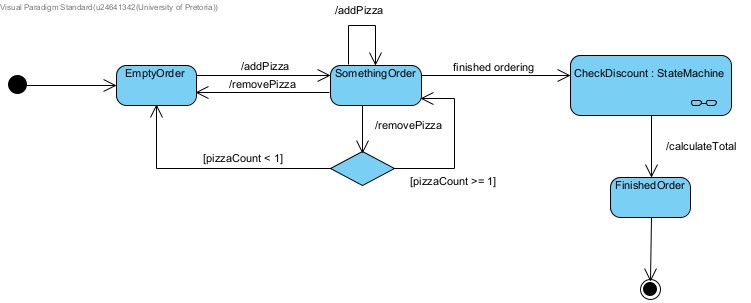 Visual Paradigm Standard(u24641342(University of Pretoria))
/addPizza
EmptyOrder
/addPizza
/removePizza
SomethingOrder
finished ordering
CheckDiscount : StateMachine
/removePizza
/calculateTotal
[pizzaCount < 1]
[pizzaCount >= 1]
FinishedOrder